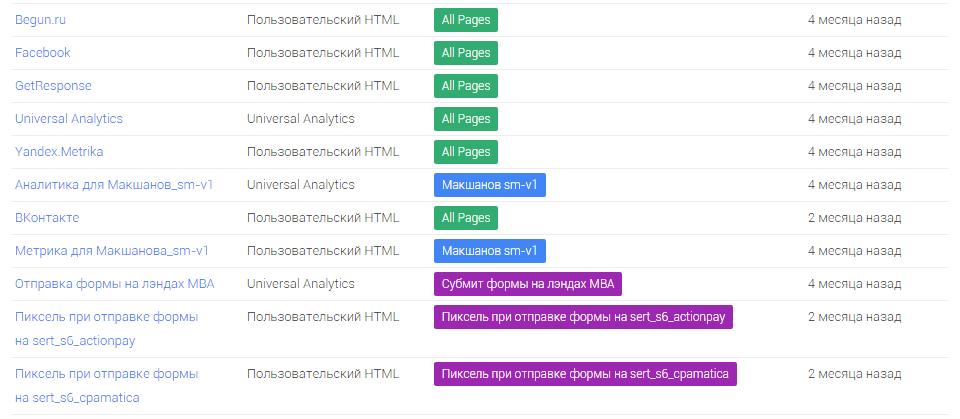 Begun.ru Пользовательский HTML All Pages 4 месяца назад
Facebook Пользовательский HTML All Pages 4 месяца назад
GetResponse Пользовательский HTML All Pages 4 месяца назад
Universal Analytics Universal Analytics All Pages 4 месяца назад
Yandex.Metrika Пользовательский HTML All Pages 4 месяца назад
Аналитика для Макшанов_sm-v1 Universal Analytics Макшанов sm-v1 4 месяца назад
ВКонтакте Пользовательский HTML All Pages 2 месяца назад
Метрика для Макшанова_sm-v1 Пользовательский HTML Макшанов sm-v1 4 месяца назад
Отправка формы на лэндах MBA Universal Analytics Субмит формы на лэндах MBA 4 месяца назад
Пиксель при отправке формы Пользовательский HTML Пиксель при отправке формы на sert_s6_actionpay 2 месяца назад
на sert_s6_actionpay
Пиксель при отправке формы Пользовательский HTML Пиксель при отправке формы на sert_s6_cpamatica 2 месяца назад
на sert_s6_cpamatica